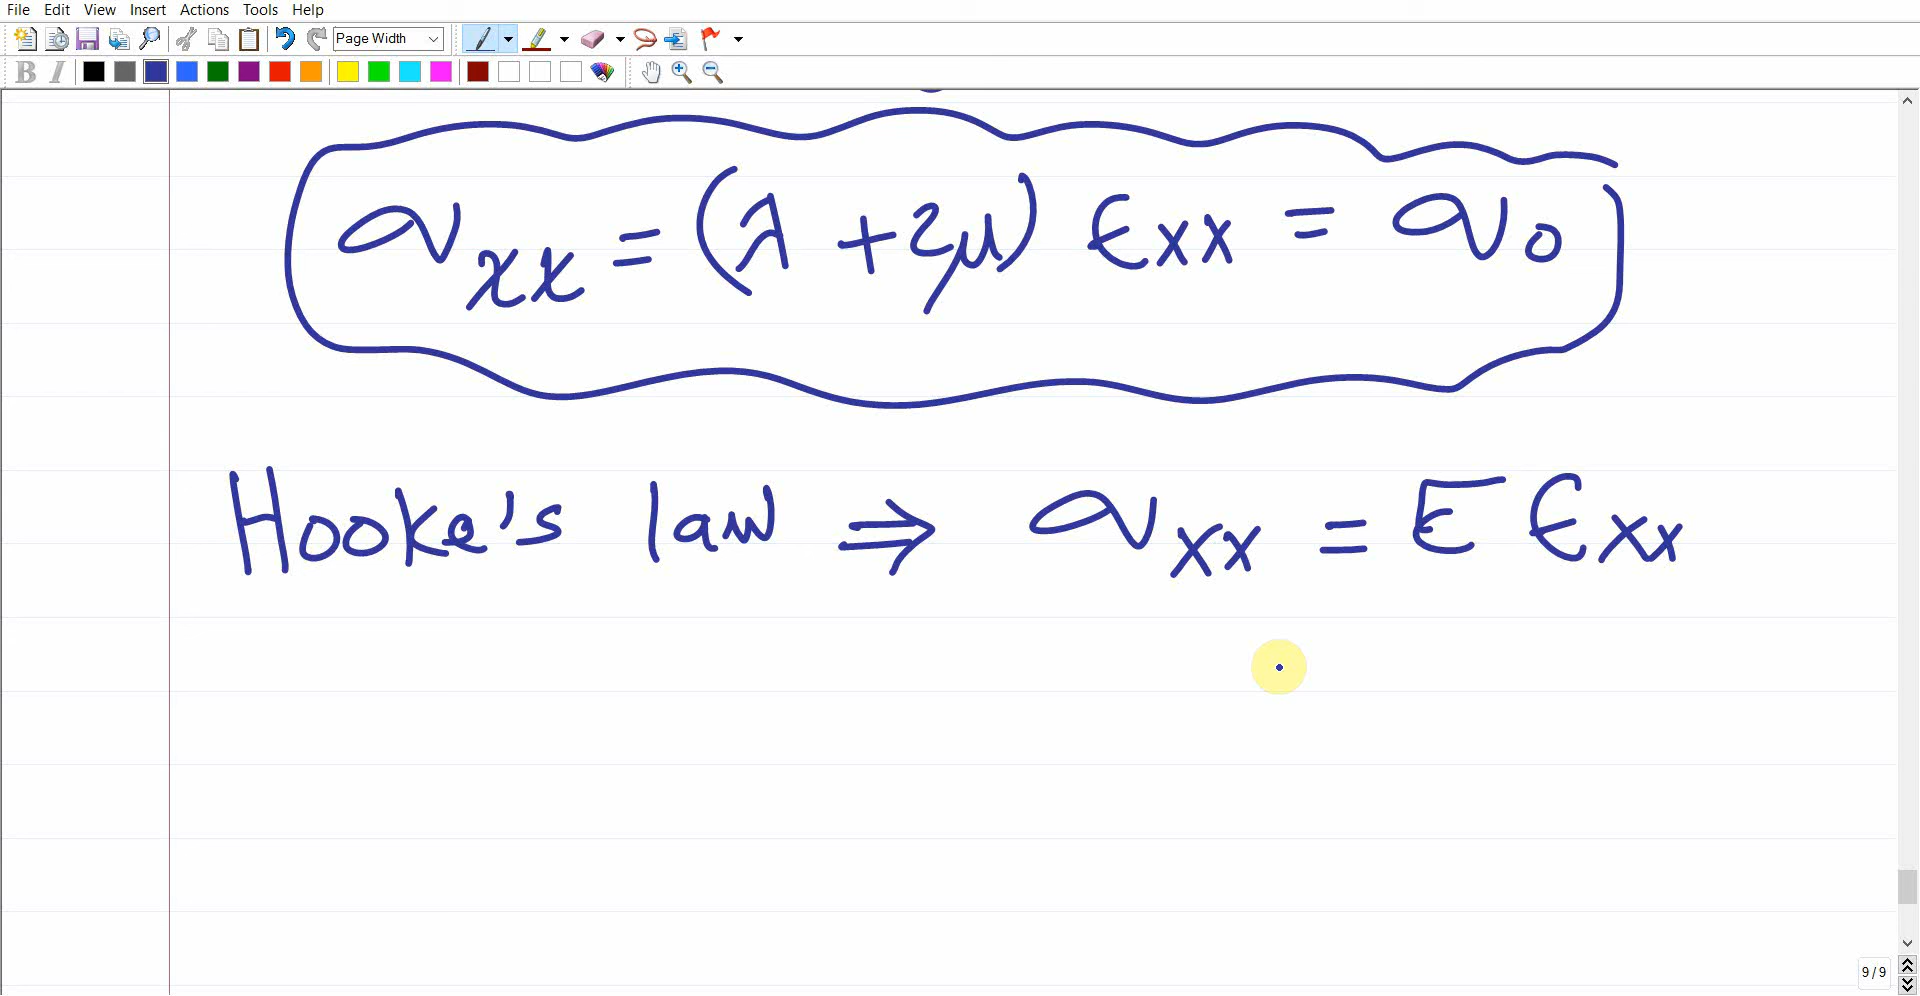 File Edit View Insert Actions Tools Help
Page Width
B I
σxx = (λ + 2μ) ϵxx = σ0
Hooke's law ⇒ σxx = E ϵxx
9 / 9